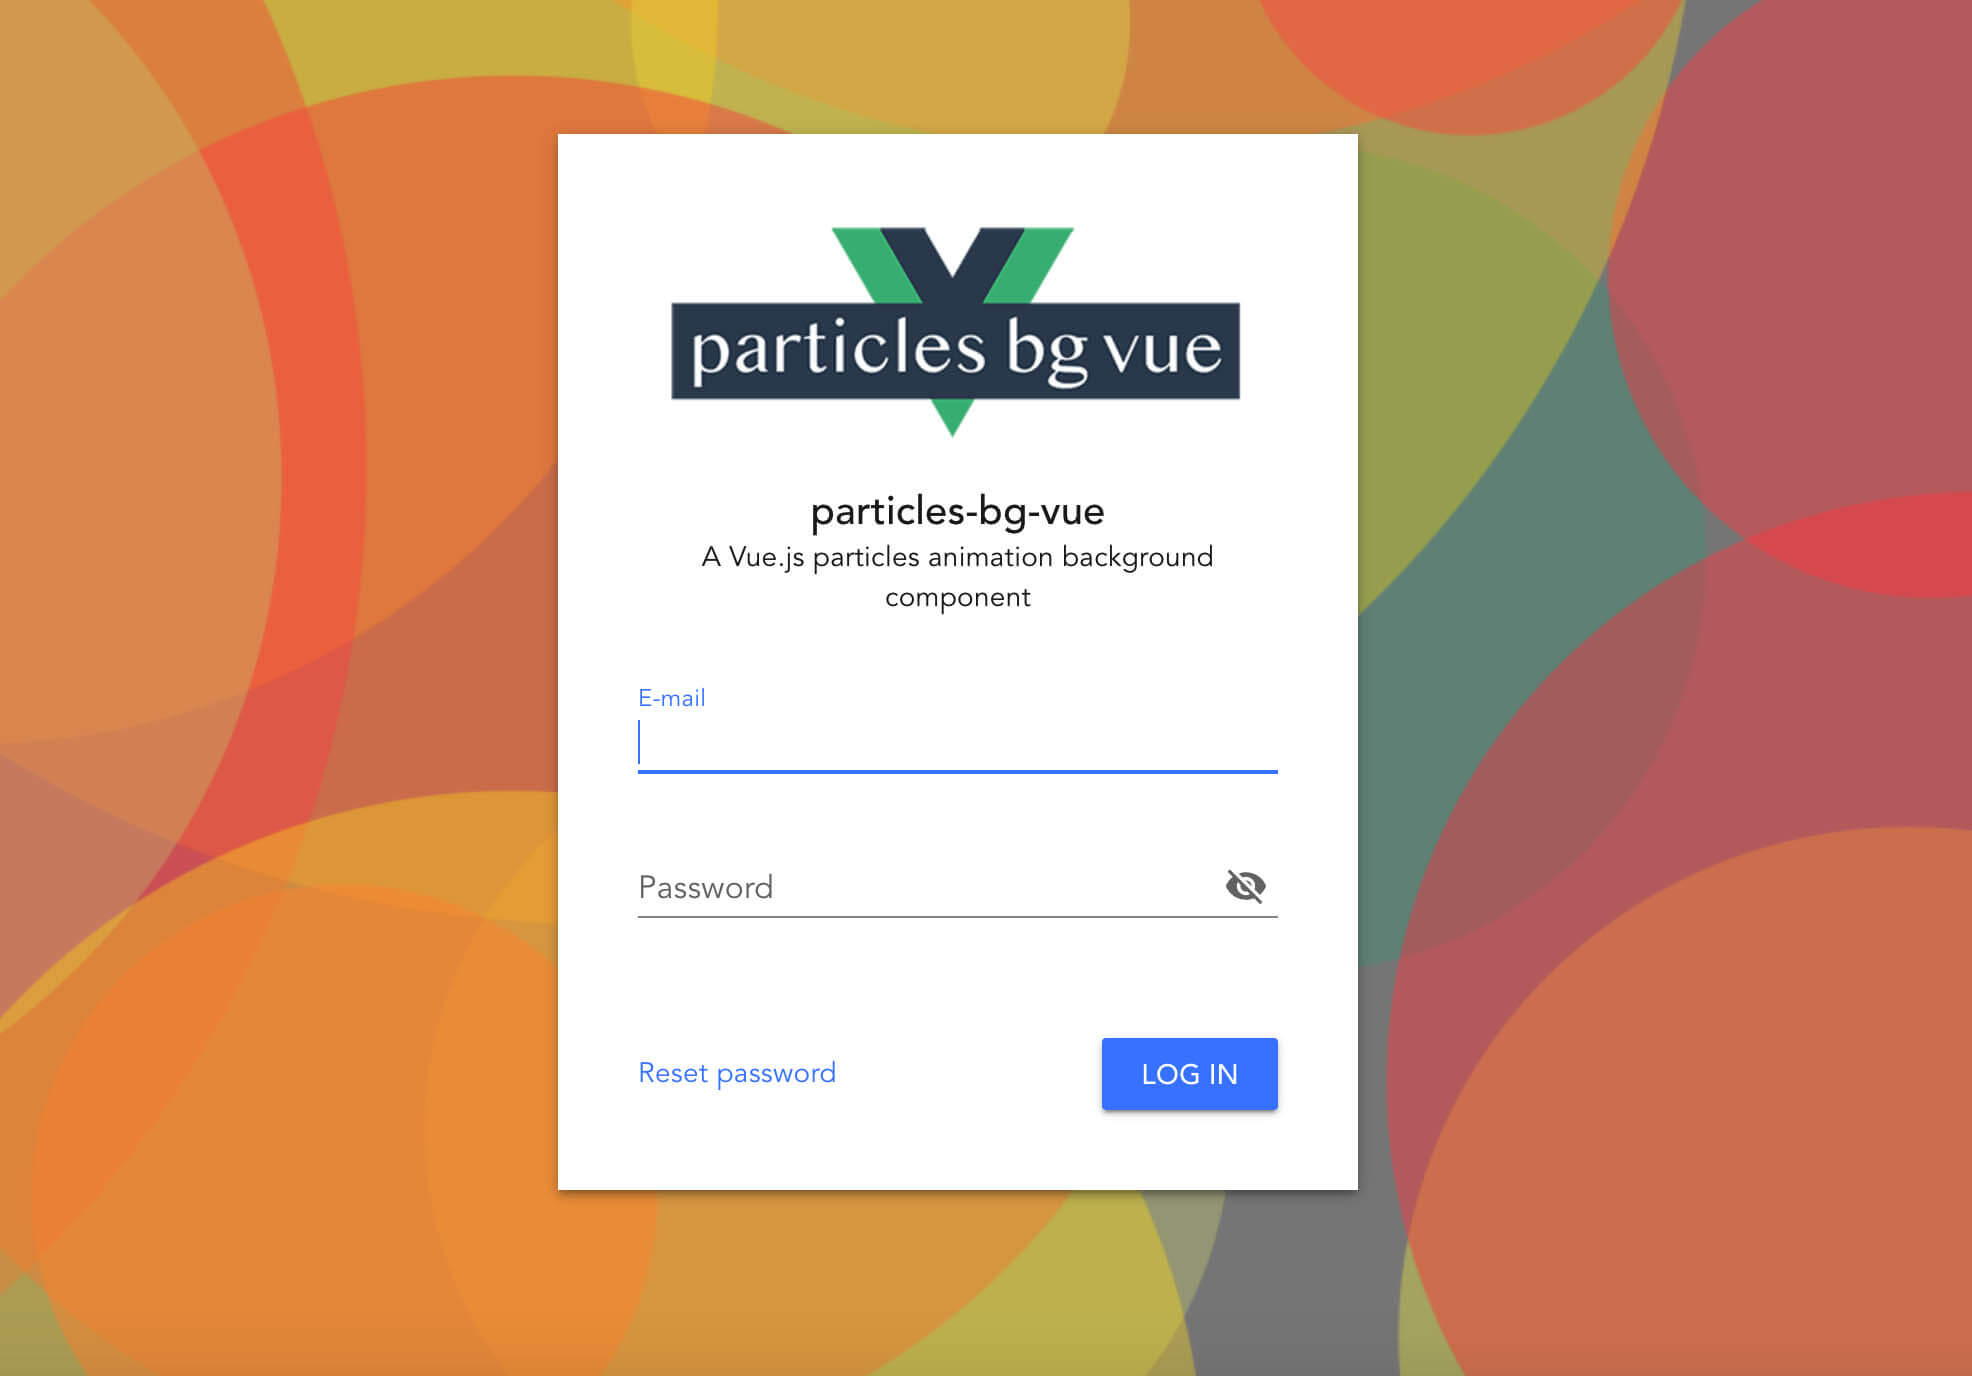 particles bg vue
particles-bg-vue
A Vue.js particles animation background
component
E-mail
Password
Reset password
LOG IN